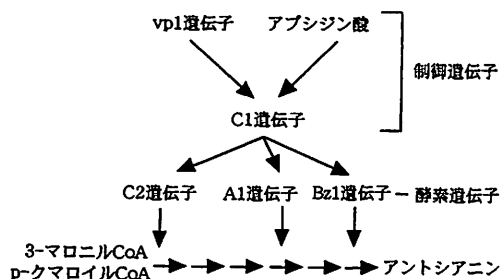 vp1遺伝子 アブシジン酸
制御遺伝子
C1遺伝子
C2遺伝子 A1遺伝子 Bz1遺伝子 酵素遺伝子
3-マロニルCoA
p-クマロイルCoA アントシアニン